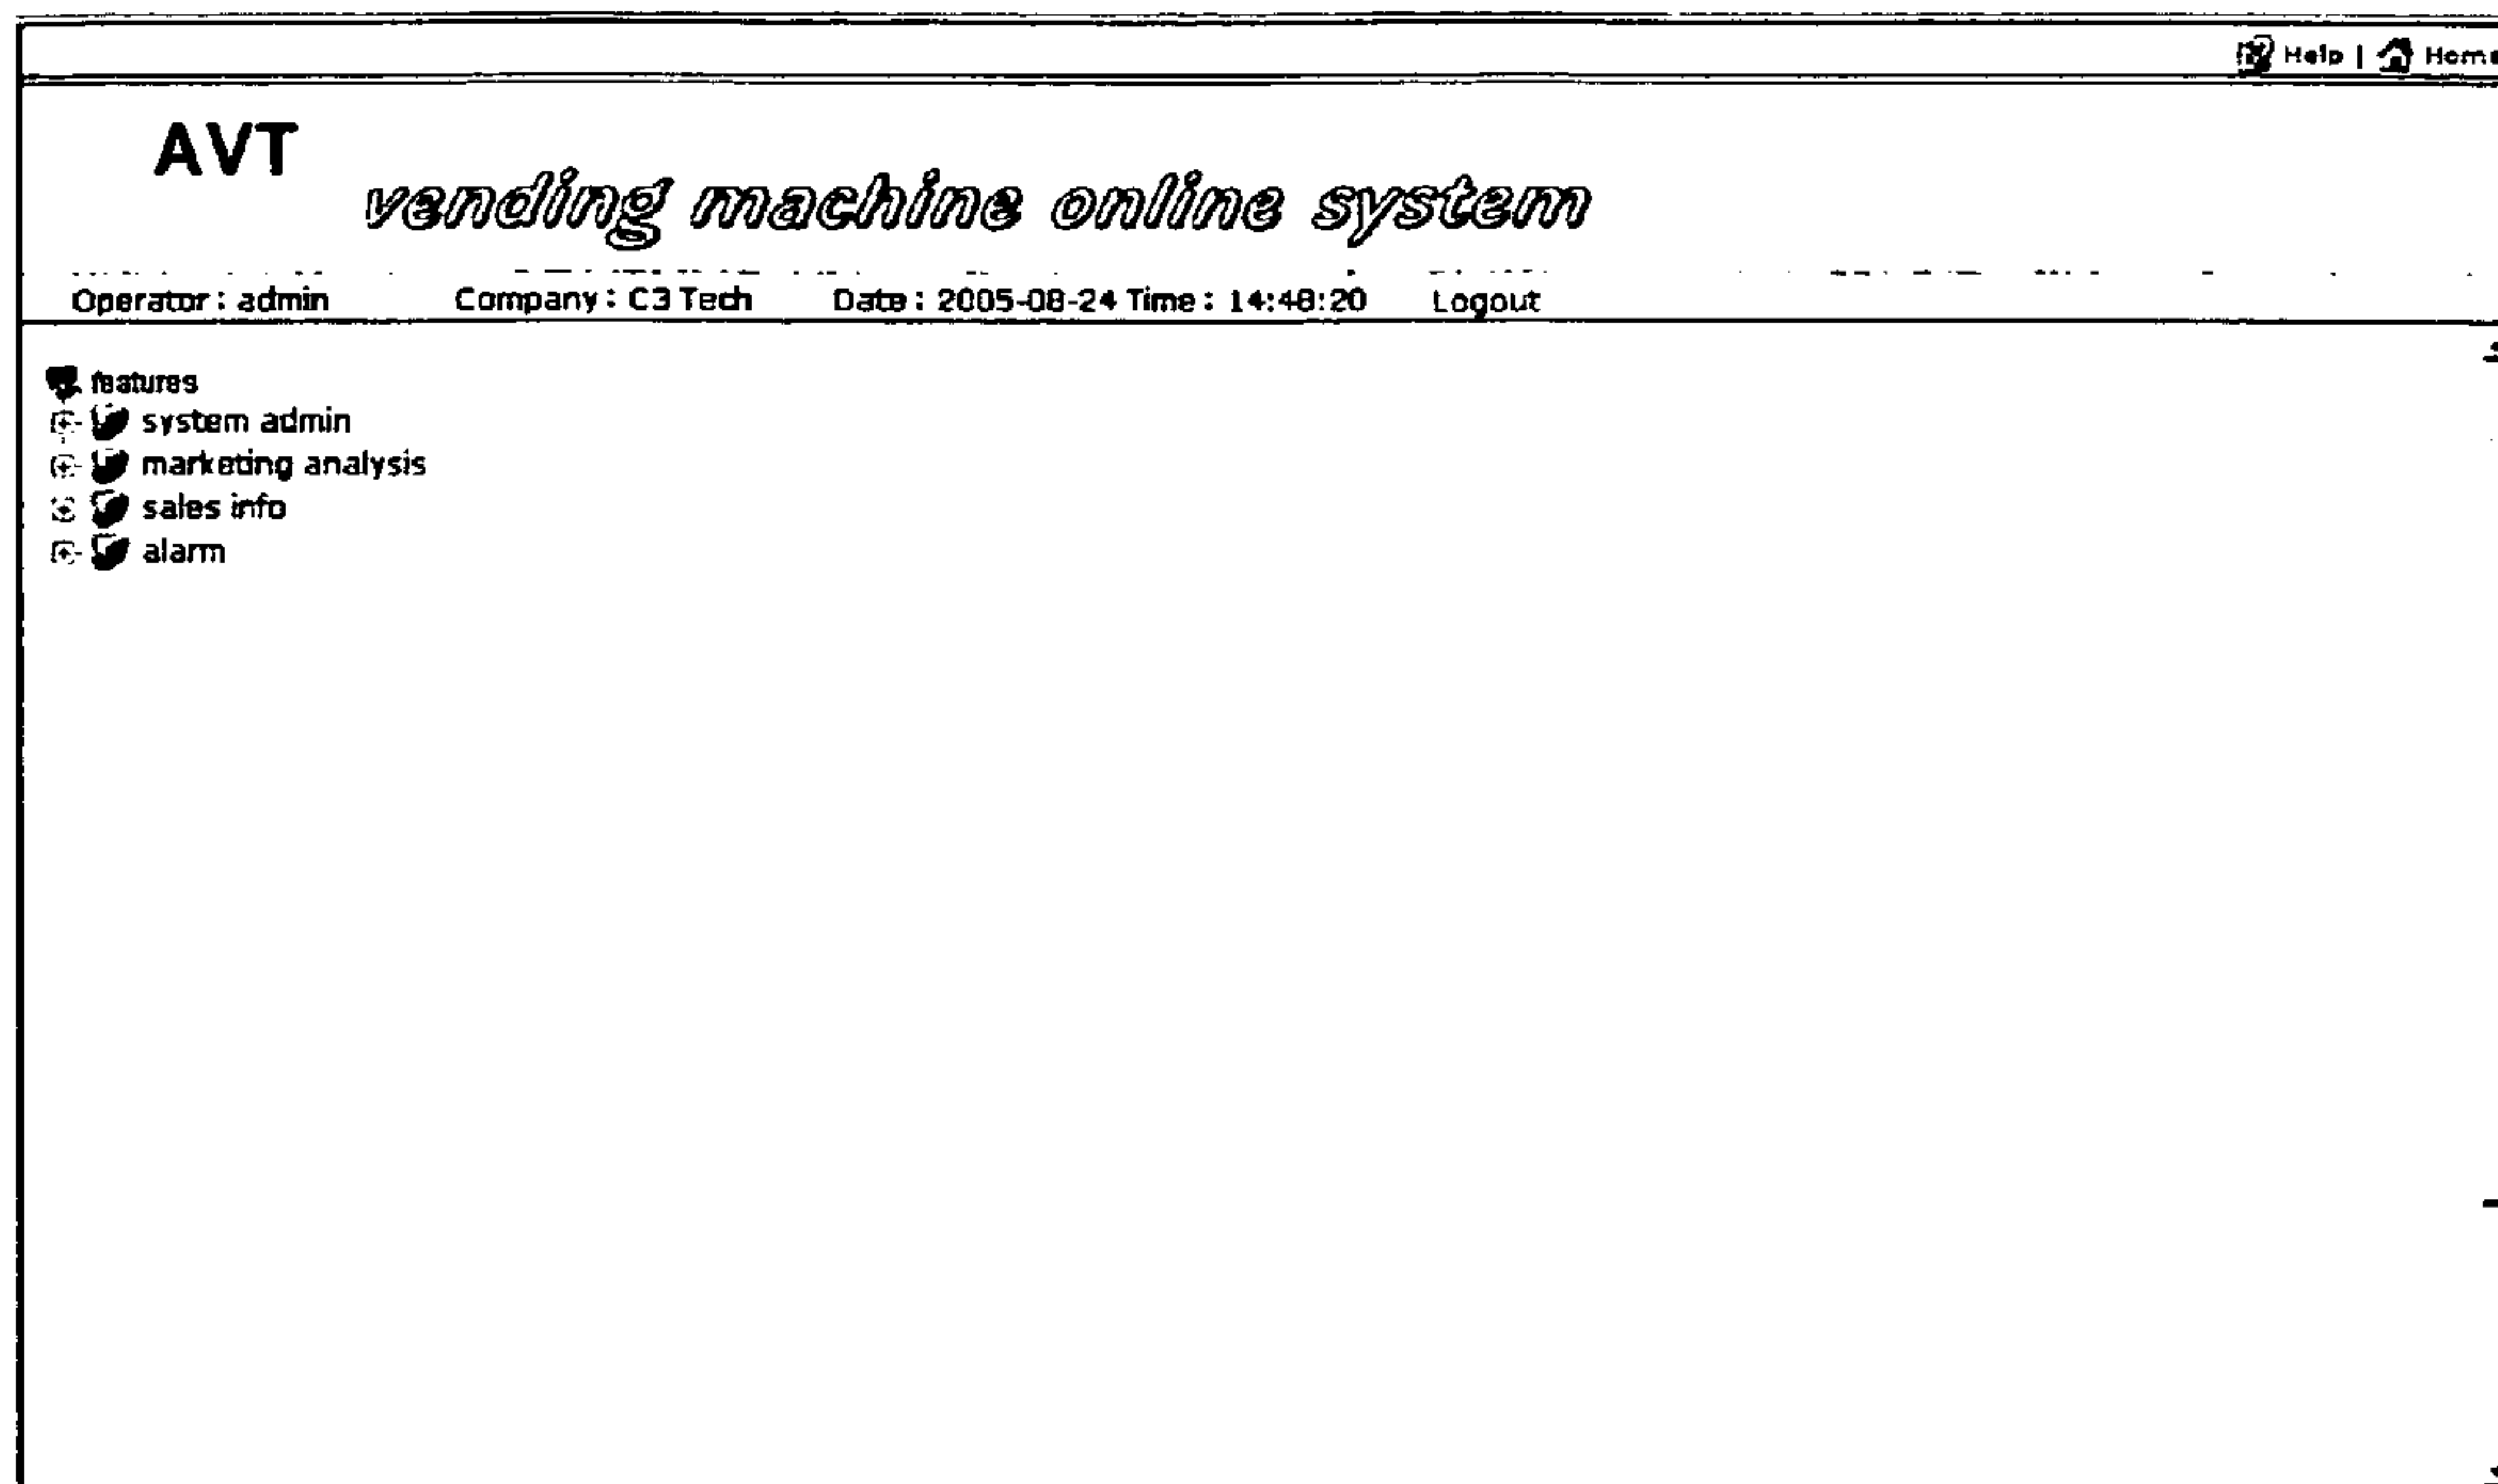 Help | Home
AVT
vending machine online system
Operator : admin Company : C3 Tech Date : 2005-08-24 Time : 14:48:20 Logout
features
system admin
marketing analysis
sales info
alarm